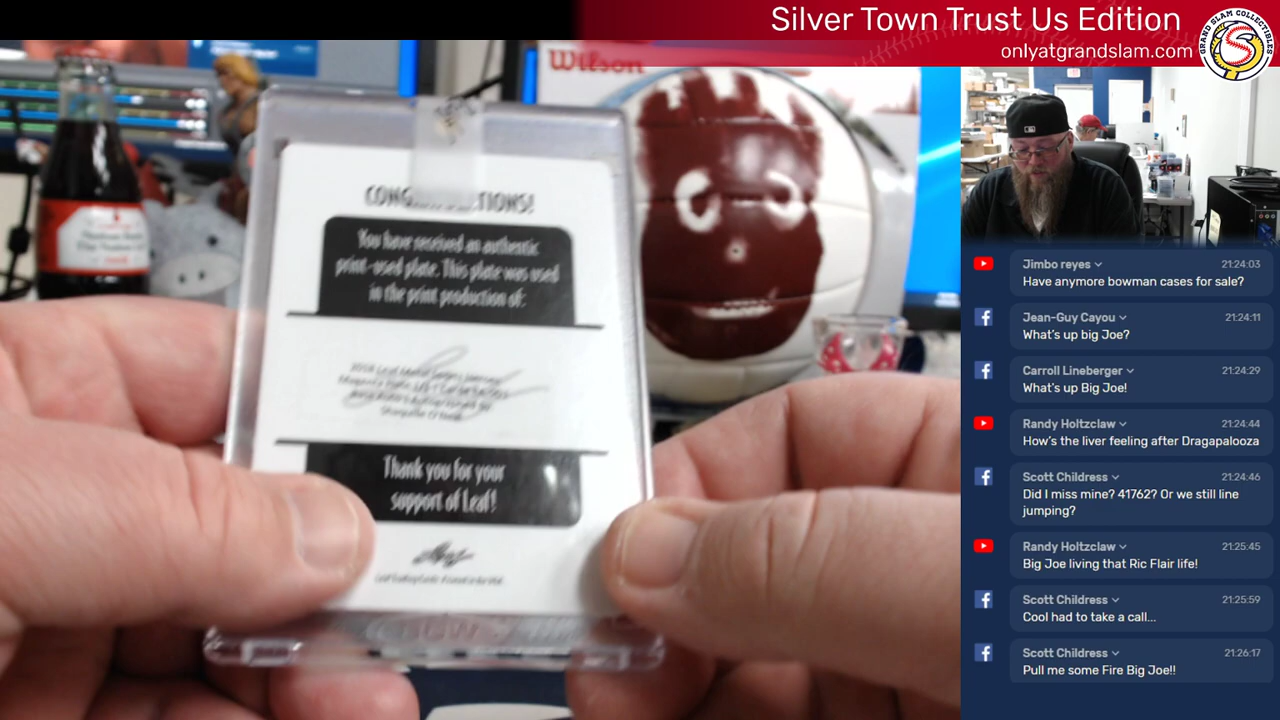 Silver Town Trust Us Edition
onlyatgrandslam.com
GRAND SLAM COLLECTIBLES
Wilson
You have received an authentic
print-used plate. This plate was used
in the print production of:
Thank you for your
support of Leaf!
Jimbo reyes 21:24:03
Have anymore bowman cases for sale?
Jean-Guy Cayou 21:24:11
What's up big Joe?
Carroll Lineberger 21:24:29
What's up Big Joe!
Randy Holtzclaw 21:24:44
How's the liver feeling after Dragapalooza
Scott Childress 21:24:46
Did I miss mine? 41762? Or we still line
jumping?
Randy Holtzclaw 21:25:45
Big Joe living that Ric Flair life!
Scott Childress 21:25:59
Cool had to take a call...
Scott Childress 21:26:17
Pull me some Fire Big Joe!!